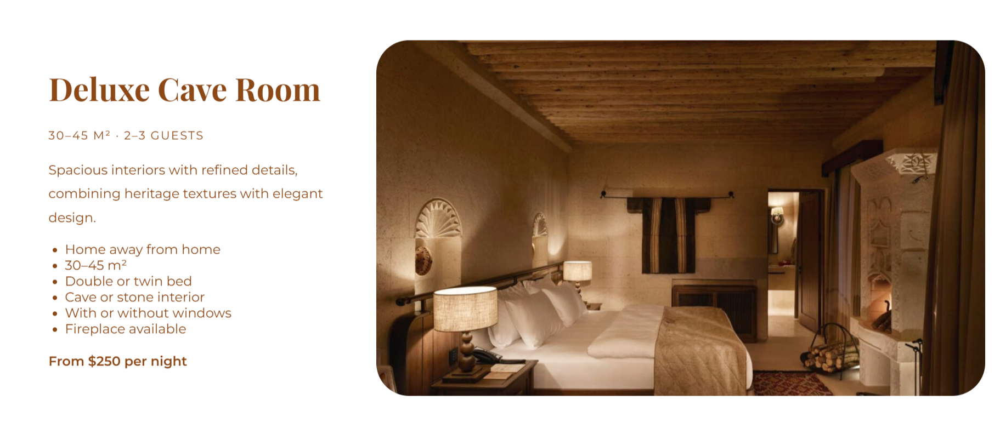 Deluxe Cave Room
30–45 M² · 2–3 GUESTS
Spacious interiors with refined details,
combining heritage textures with elegant
design.
• Home away from home
• 30–45 m²
• Double or twin bed
• Cave or stone interior
• With or without windows
• Fireplace available
From $250 per night